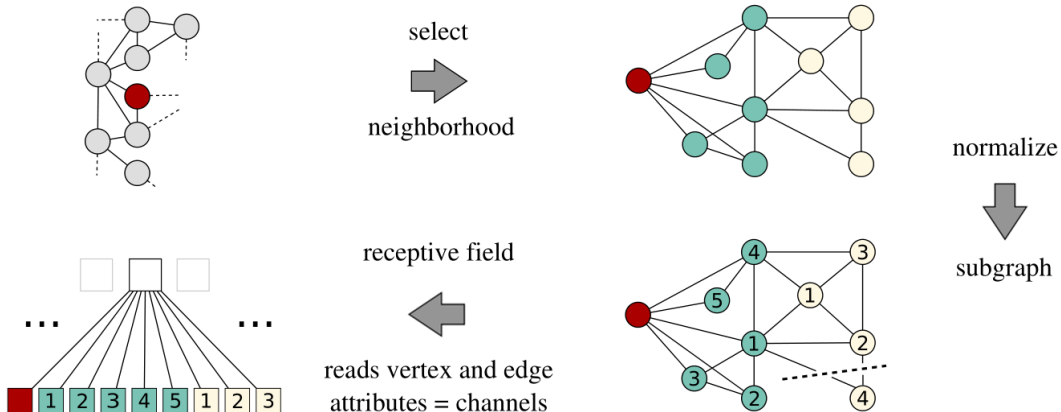 select
neighborhood
normalize
subgraph
4
3
5
1
1
2
3
2
4
receptive field
reads vertex and edge
attributes = channels
... ...
1 2 3 4 5 1 2 3